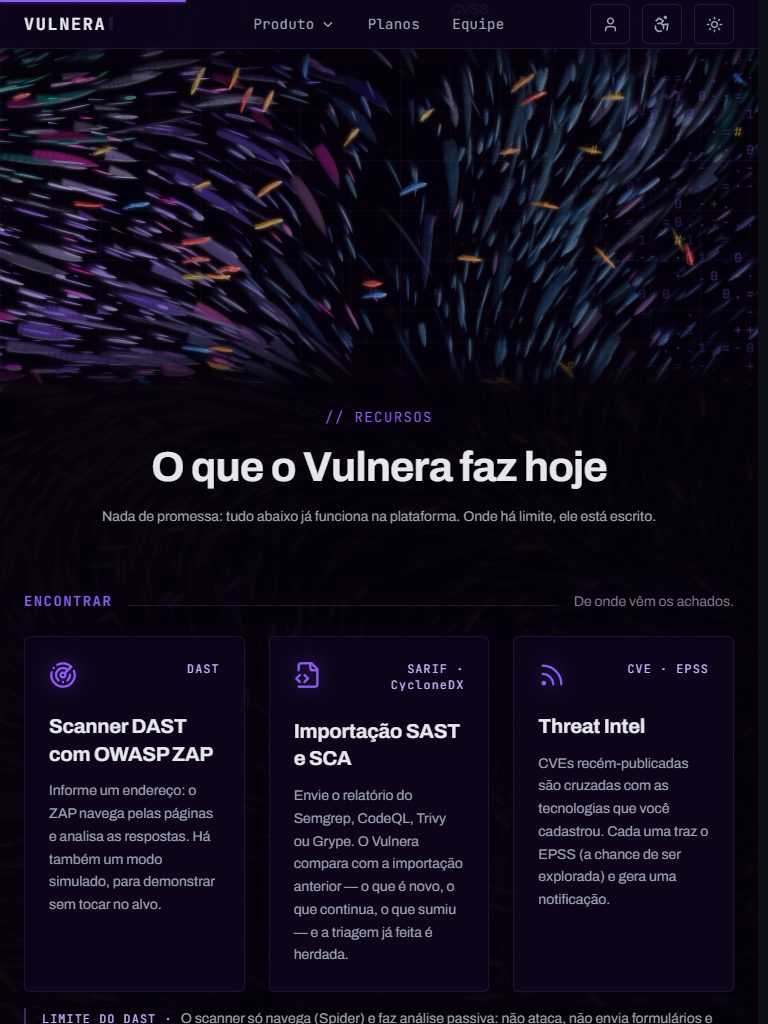 VULNERA
Produto
Planos
Equipe
// RECURSOS
O que o Vulnera faz hoje
Nada de promessa: tudo abaixo já funciona na plataforma. Onde há limite, ele está escrito.
ENCONTRAR
De onde vêm os achados.
DAST
Scanner DAST
com OWASP ZAP
Informe um endereço: o
ZAP navega pelas páginas
e analisa as respostas. Há
também um modo
simulado, para demonstrar
sem tocar no alvo.
SARIF ·
CycloneDX
Importação SAST
e SCA
Envie o relatório do
Semgrep, CodeQL, Trivy
ou Grype. O Vulnera
compara com a importação
anterior — o que é novo, o
que continua, o que sumiu
— e a triagem já feita é
herdada.
CVE · EPSS
Threat Intel
CVEs recém-publicadas
são cruzadas com as
tecnologias que você
cadastrou. Cada uma traz o
EPSS (a chance de ser
explorada) e gera uma
notificação.
LIMITE DO DAST · O scanner só navega (Spider) e faz análise passiva: não ataca, não envia formulários e